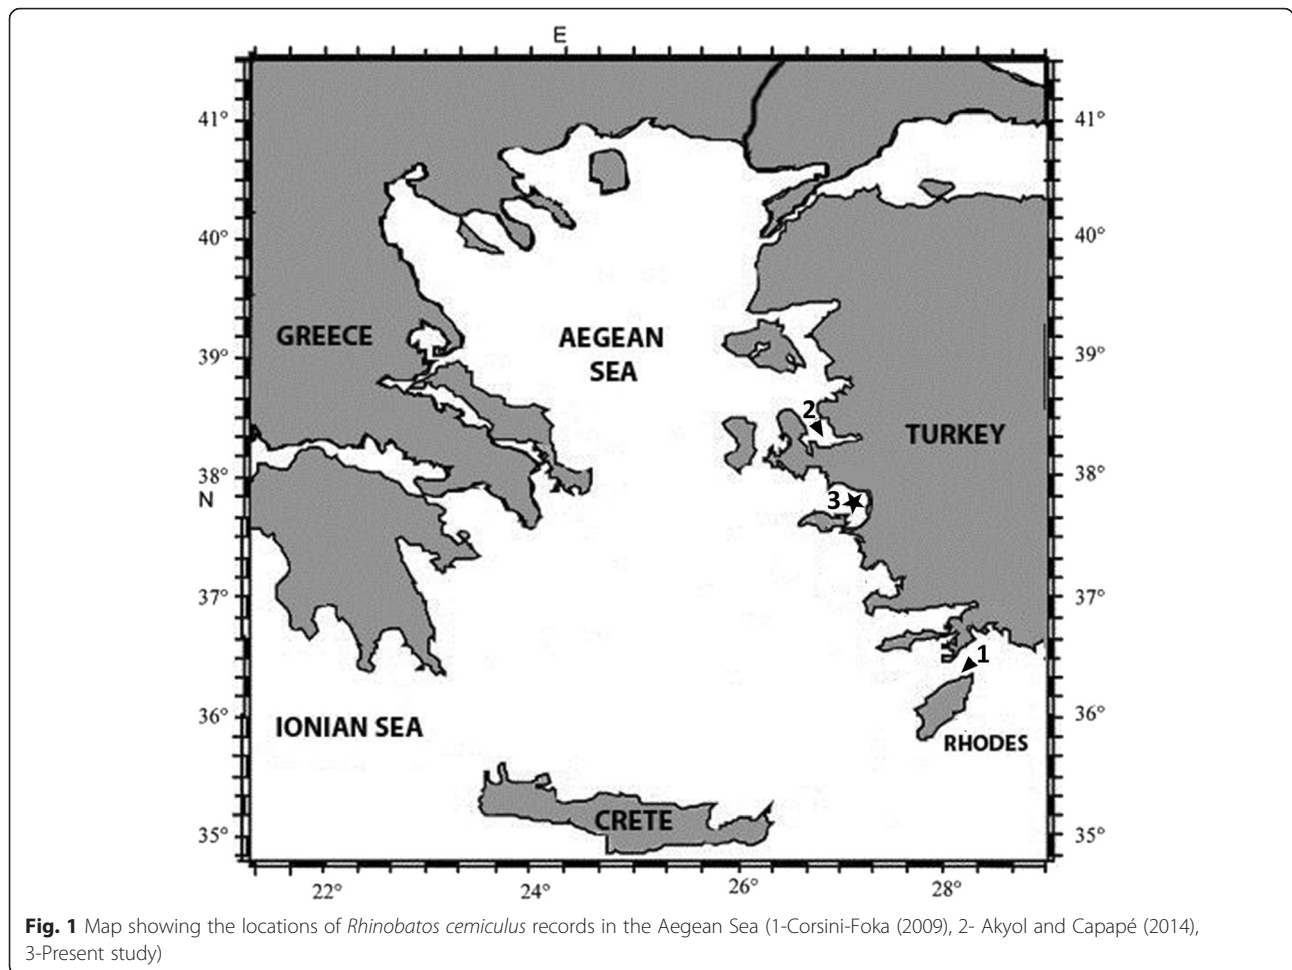 E
41° 41°
40° 40°
GREECE AEGEAN
SEA
39° 39°
2
TURKEY
38° 38°
N
3
37° 37°
1
36° 36°
IONIAN SEA
RHODES
CRETE
35° 35°
22° 24° 26° 28°
Fig. 1 Map showing the locations of Rhinobatos cemiculus records in the Aegean Sea (1-Corsini-Foka (2009), 2- Akyol and Capapé (2014),
3-Present study)